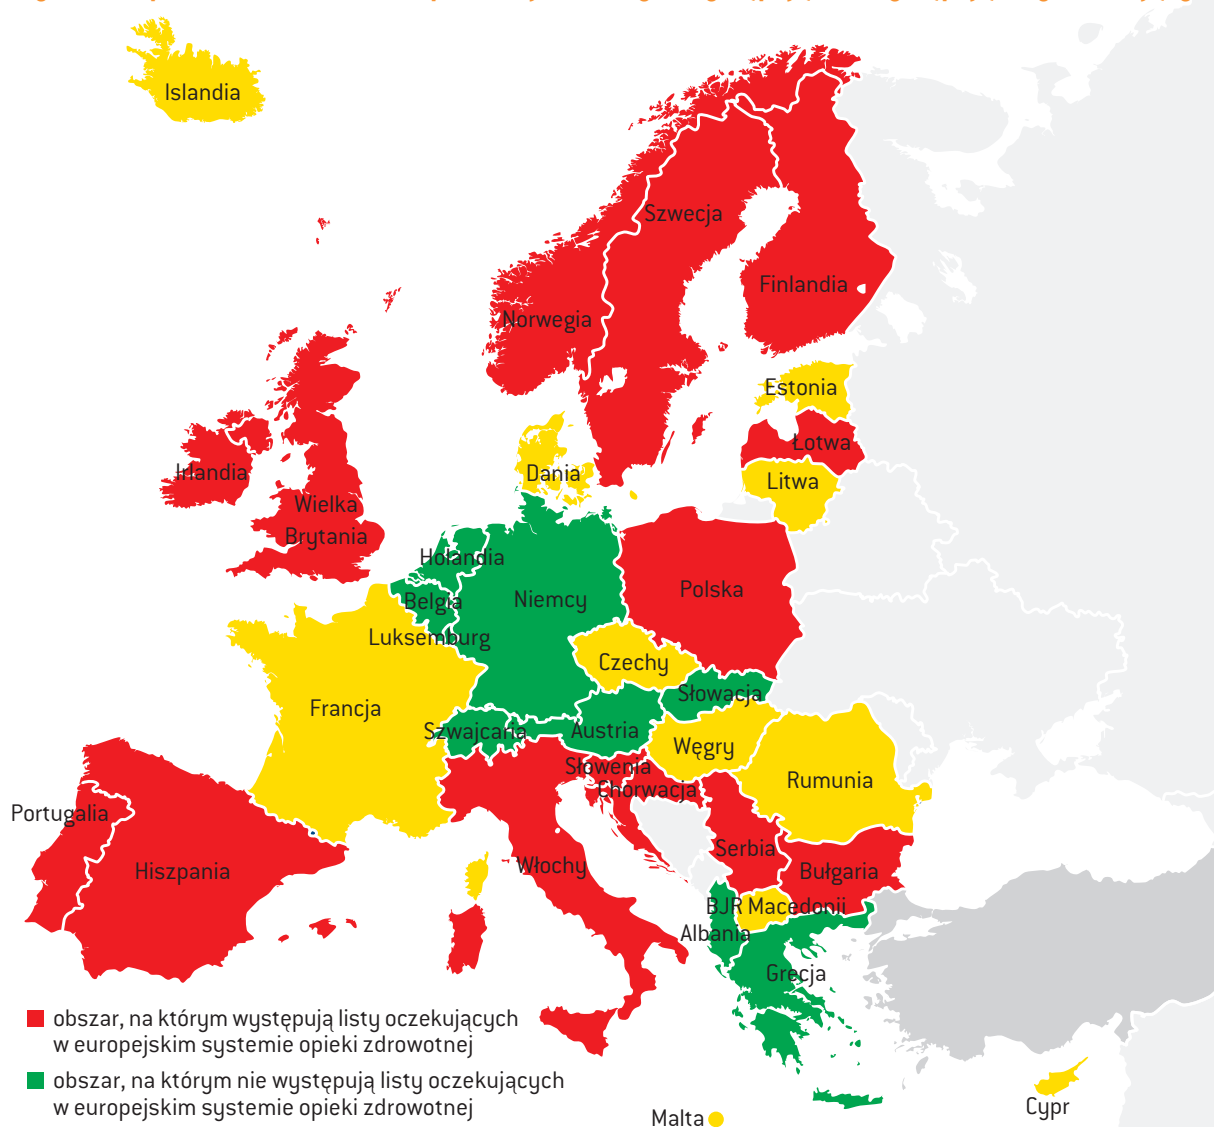 Islandia
Szwecja
Finlandia
Norwegia
Estonia
Łotwa
Irlandia
Dania
Litwa
Wielka
Brytania
Holandia
Polska
Belgia
Niemcy
Luksemburg
Czechy
Słowacja
Francja
Szwajcaria
Austria
Węgry
Słowenia
Rumunia
Chorwacja
Portugalia
Serbia
Hiszpania
Włochy
Bułgaria
BJR Macedonii
Albania
Grecja
obszar, na którym występują listy oczekujących
w europejskim systemie opieki zdrowotnej
obszar, na którym nie występują listy oczekujących
w europejskim systemie opieki zdrowotnej
Cypr
Malta